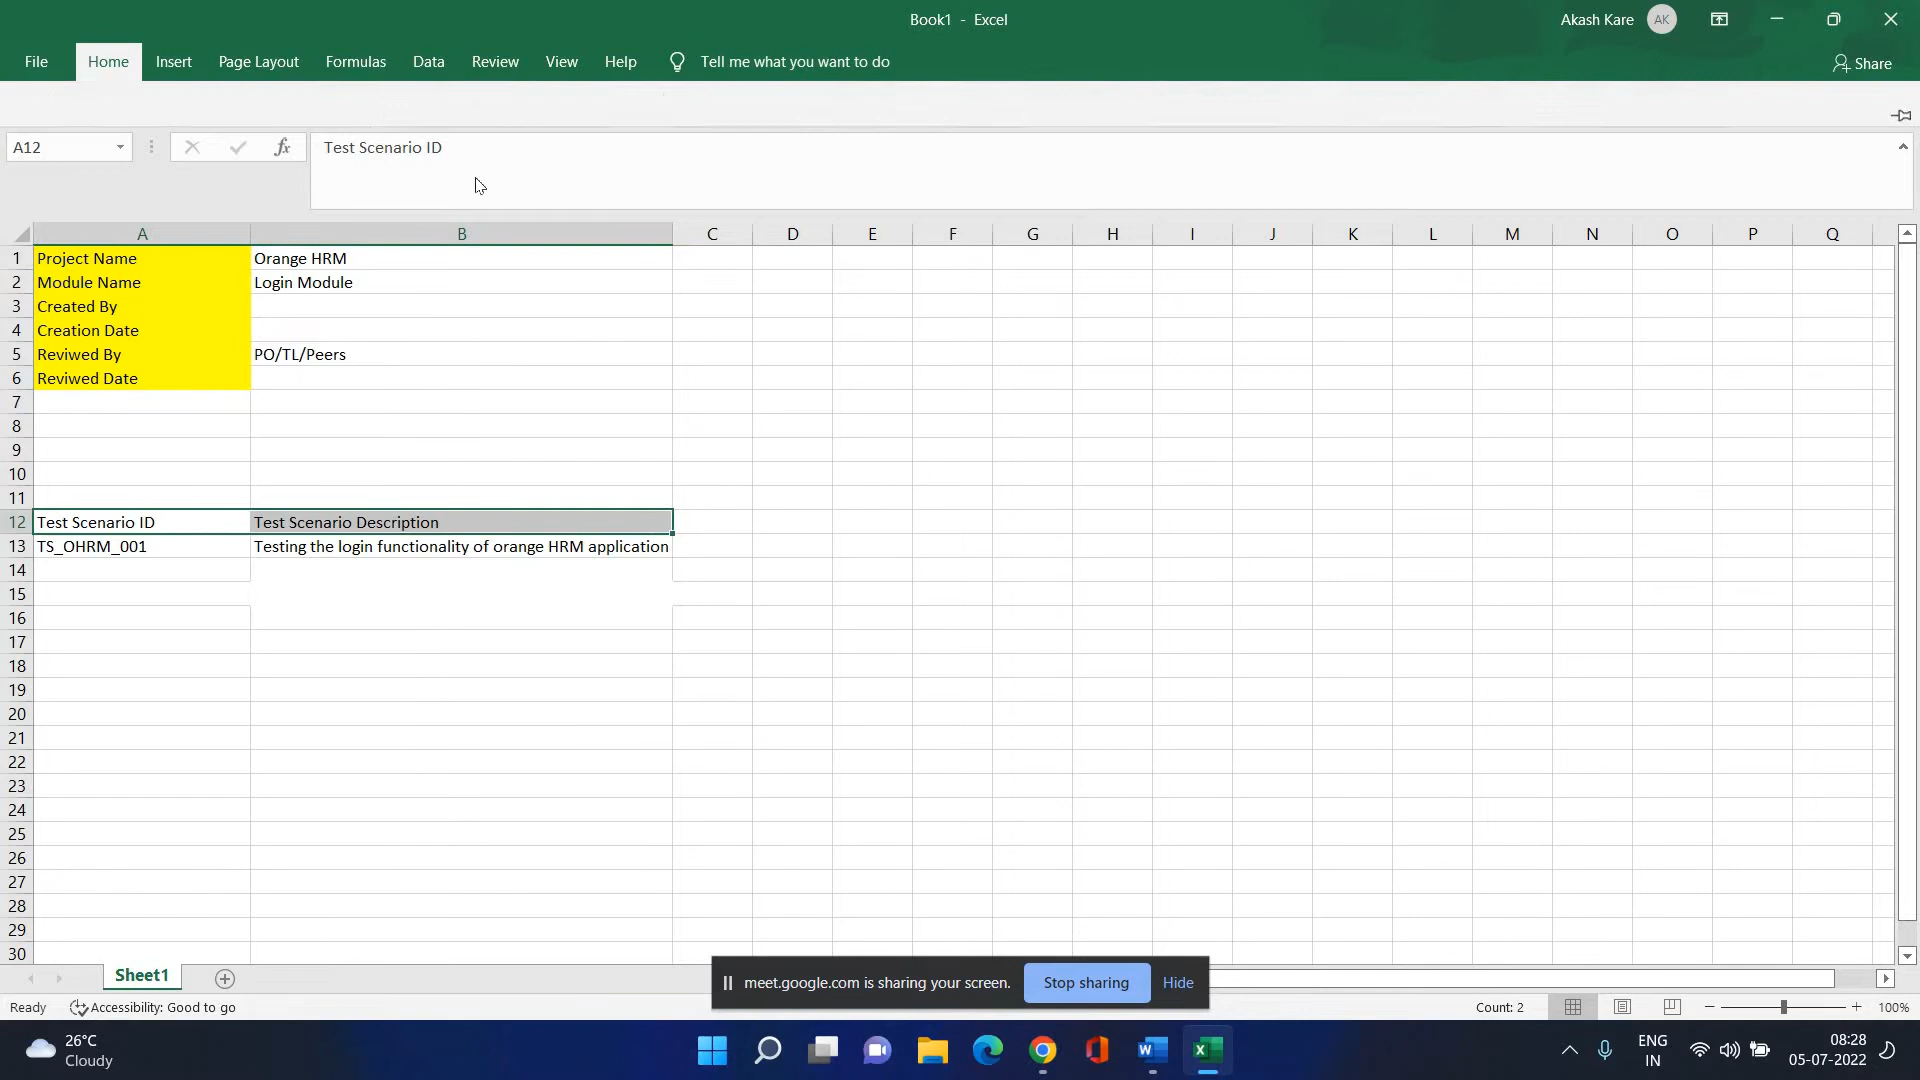 Book1 - Excel
Akash Kare
AK
File
Home
Insert
Page Layout
Formulas
Data
Review
View
Help
Tell me what you want to do
Share
A12
fx
Test Scenario ID
A B C D E F G H I J K L M N O P Q
1 Project Name Orange HRM
2 Module Name Login Module
3 Created By
4 Creation Date
5 Reviwed By PO/TL/Peers
6 Reviwed Date
7
8
9
10
11
12 Test Scenario ID Test Scenario Description
13 TS_OHRM_001 Testing the login functionality of orange HRM application
14
15
16
17
18
19
20
21
22
23
24
25
26
27
28
29
30
Sheet1
meet.google.com is sharing your screen.
Stop sharing
Hide
Ready
Accessibility: Good to go
Count: 2
100%
26°C
Cloudy
ENG
IN
08:28
05-07-2022